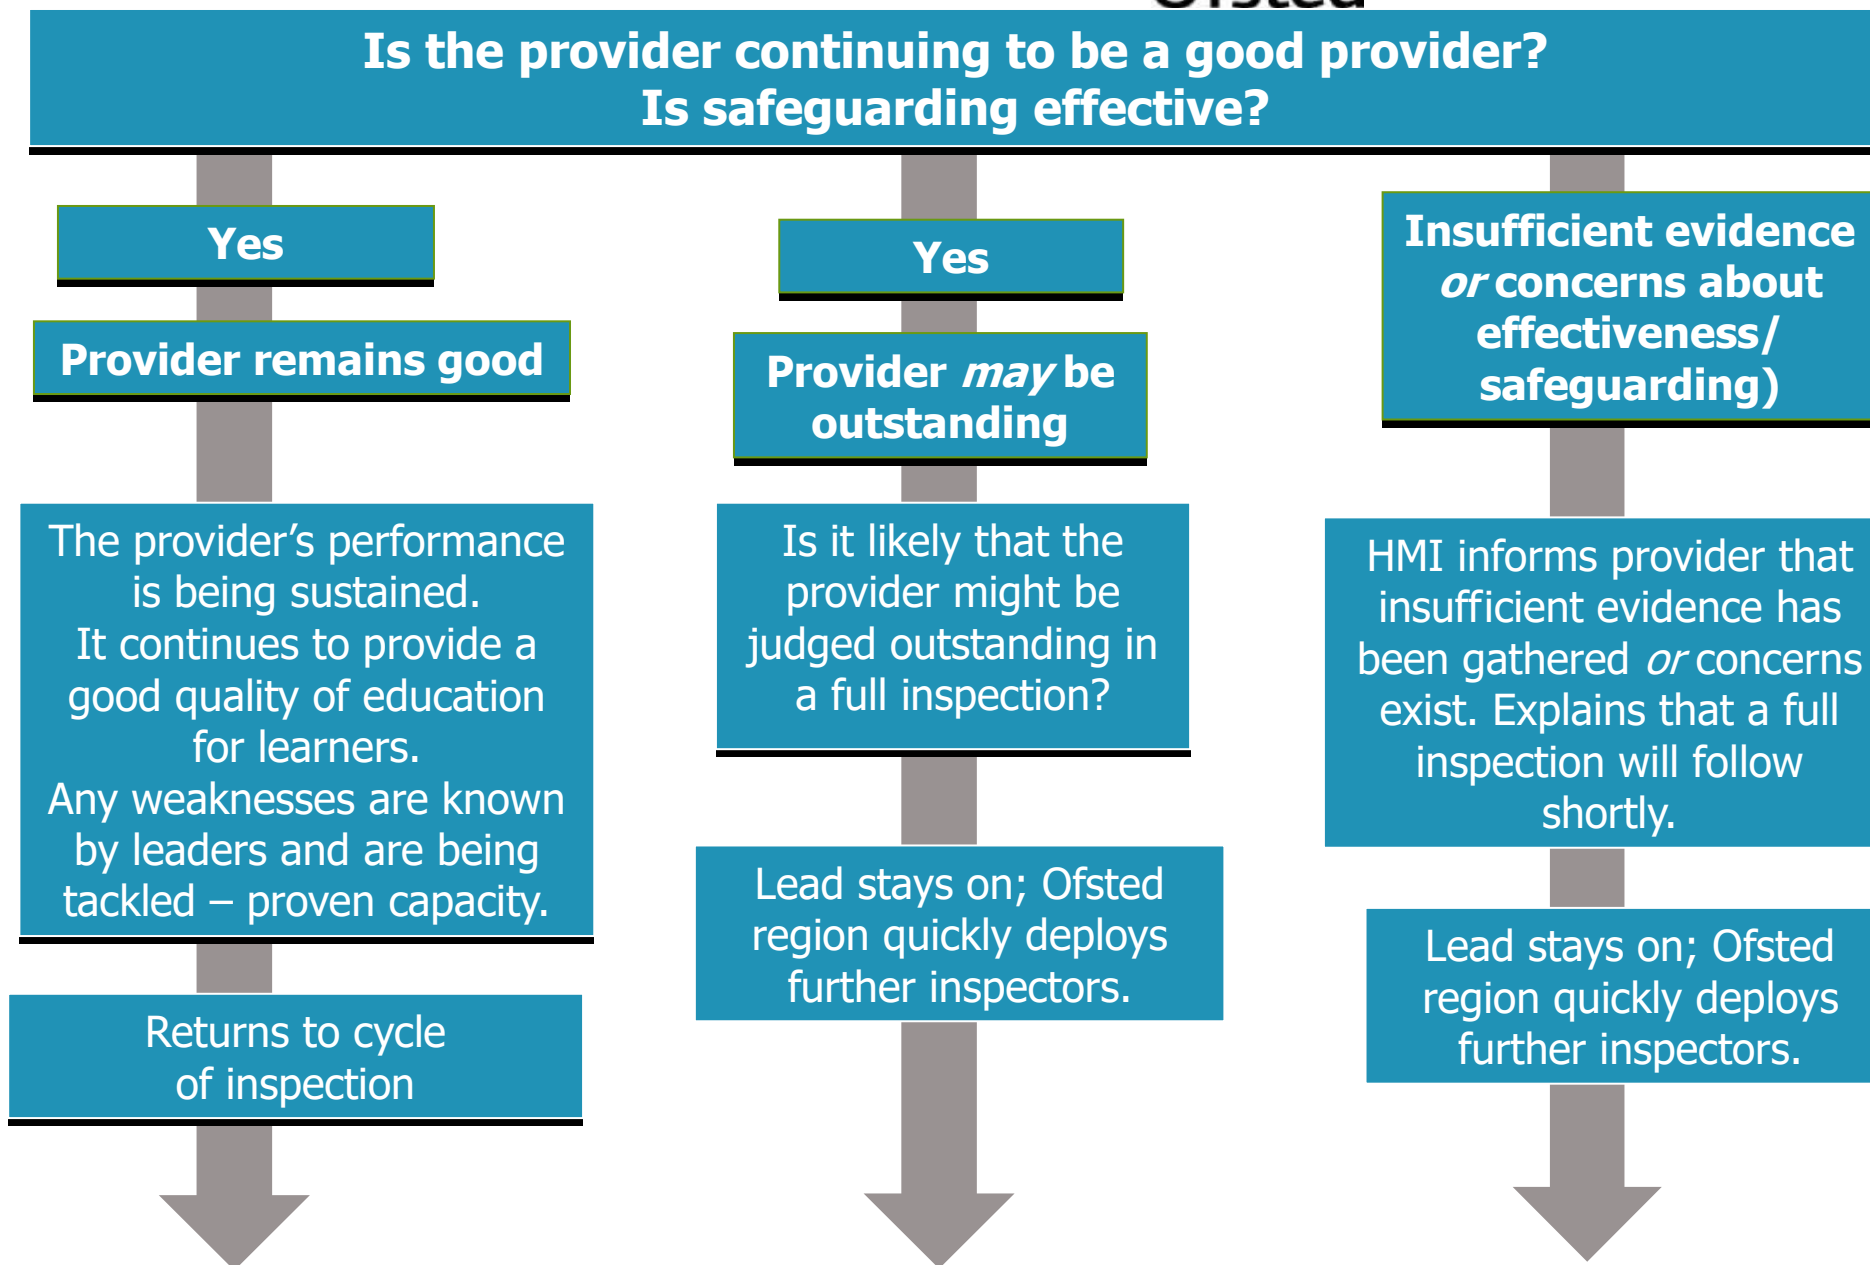 Ofsted
Is the provider continuing to be a good provider?
Is safeguarding effective?
Yes
Provider remains good
The provider’s performance
is being sustained.
It continues to provide a
good quality of education
for learners.
Any weaknesses are known
by leaders and are being
tackled – proven capacity.
Returns to cycle
of inspection
Yes
Provider may be
outstanding
Is it likely that the
provider might be
judged outstanding in
a full inspection?
Lead stays on; Ofsted
region quickly deploys
further inspectors.
Insufficient evidence
or concerns about
effectiveness/
safeguarding)
HMI informs provider that
insufficient evidence has
been gathered or concerns
exist. Explains that a full
inspection will follow
shortly.
Lead stays on; Ofsted
region quickly deploys
further inspectors.